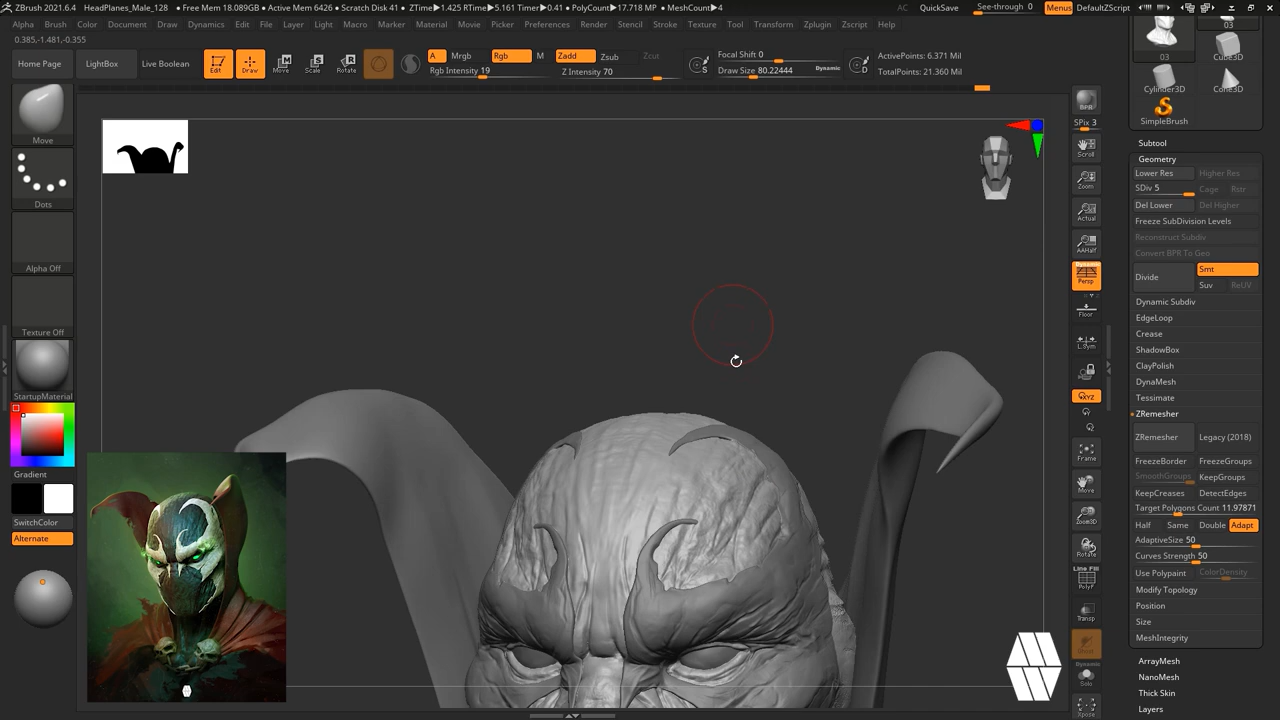 ZBrush 2021.6.4 HeadPlanes_Male_128 • Free Mem 18.089GB • Active Mem 6426 • Scratch Disk 41 • ZTime▶1.425 RTime▶5.161 Timer▶0.41 • PolyCount▶17.718 MP • MeshCount▶4 AC QuickSave See-through 0 Menus DefaultZScript
Alpha Brush Color Document Draw Dynamics Edit File Layer Light Macro Marker Material Movie Picker Preferences Render Stencil Stroke Texture Tool Transform Zplugin Zscript Help
0.385,-1.481,-0.355
Home Page LightBox Live Boolean Edit Draw Move Scale Rotate A Mrgb Rgb M Zadd Zsub Zcut
Rgb Intensity 19 Z Intensity 70
S Focal Shift 0
Draw Size 80.22444 Dynamic D
ActivePoints: 6.371 Mil
TotalPoints: 21.360 Mil
Move
Dots
Alpha Off
Texture Off
StartupMaterial
Gradient
SwitchColor
Alternate
BPR
SPix 3
Scroll
Zoom
Actual
AAHalf
Dynamic
Persp
Floor
L.Sym
XYZ
Frame
Move
Zoom3D
Rotate
Line Fill
PolyF
Transp
Dynamic
Solo
Xpose
03
03
Cube3D
Cylinder3D Cone3D
SimpleBrush
Subtool
Geometry
Lower Res Higher Res
SDiv 5 Cage Rstr
Del Lower Del Higher
Freeze SubDivision Levels
Reconstruct Subdiv
Convert BPR To Geo
Divide Smt
Suv ReUV
Dynamic Subdiv
EdgeLoop
Crease
ShadowBox
ClayPolish
DynaMesh
Tessimate
ZRemesher
ZRemesher Legacy (2018)
FreezeBorder FreezeGroups
SmoothGroups KeepGroups
KeepCreases DetectEdges
Target Polygons Count 11.97871
Half Same Double Adapt
AdaptiveSize 50
Curves Strength 50
Use Polypaint ColorDensity
Modify Topology
Position
Size
MeshIntegrity
ArrayMesh
NanoMesh
Thick Skin
Layers